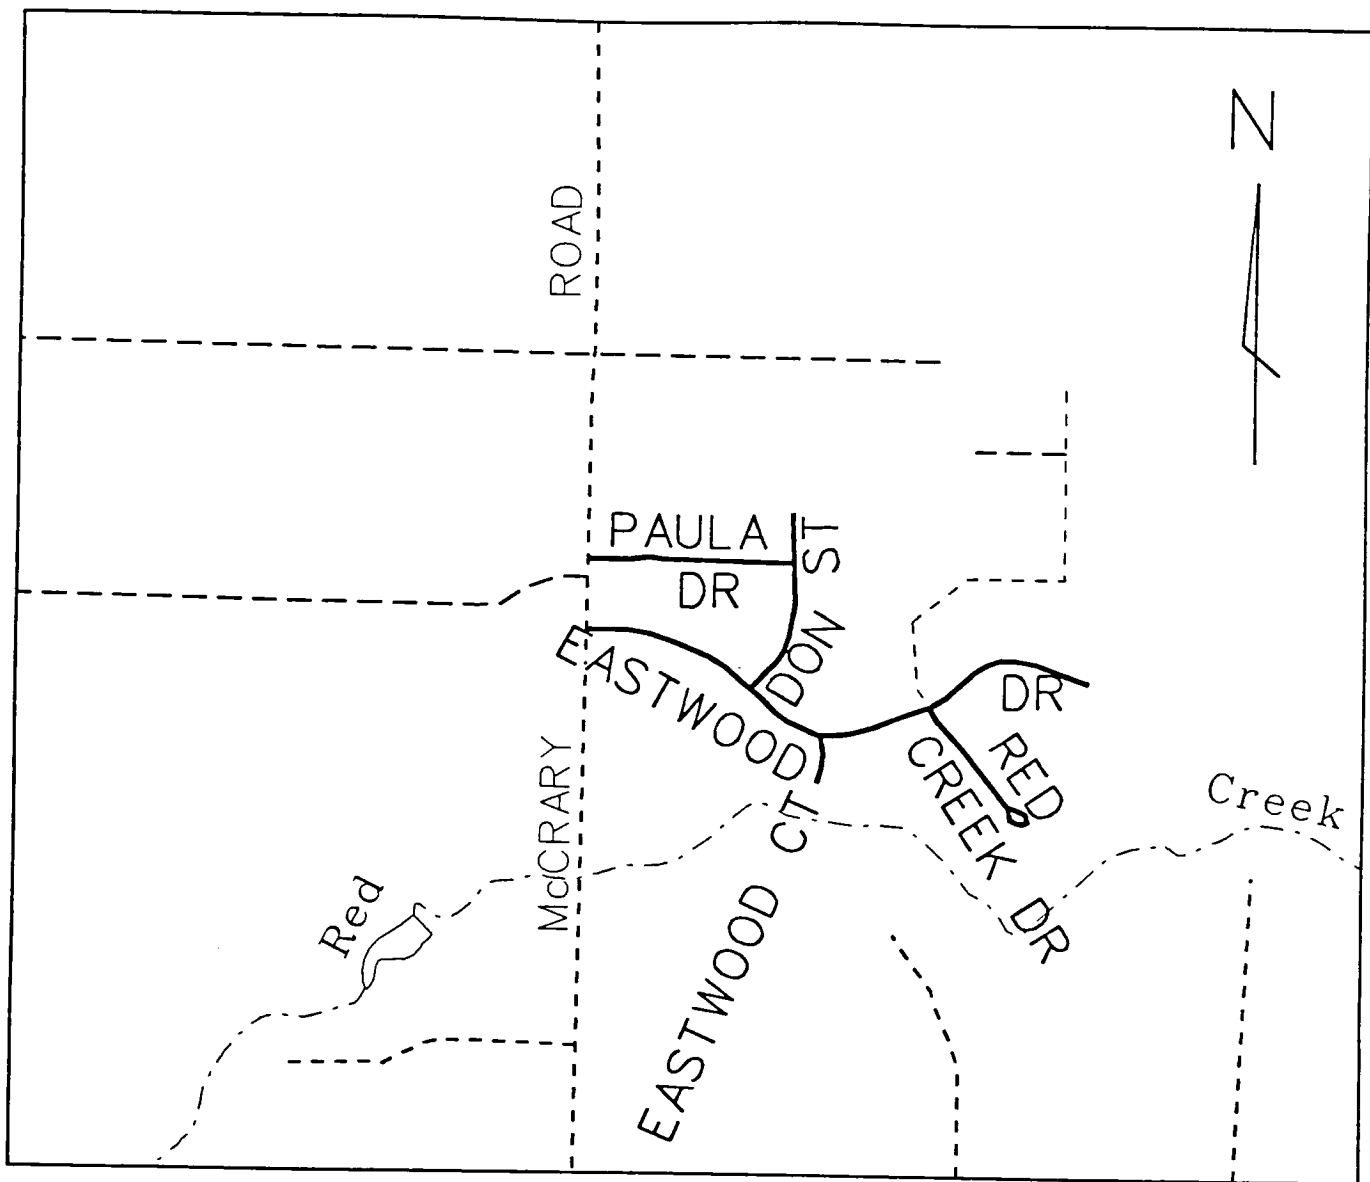 N
ROAD
PAULA
DR
DON ST
EASTWOOD
DR
RED
CREEK DR
Creek
McCRARY
EASTWOOD CT
Red